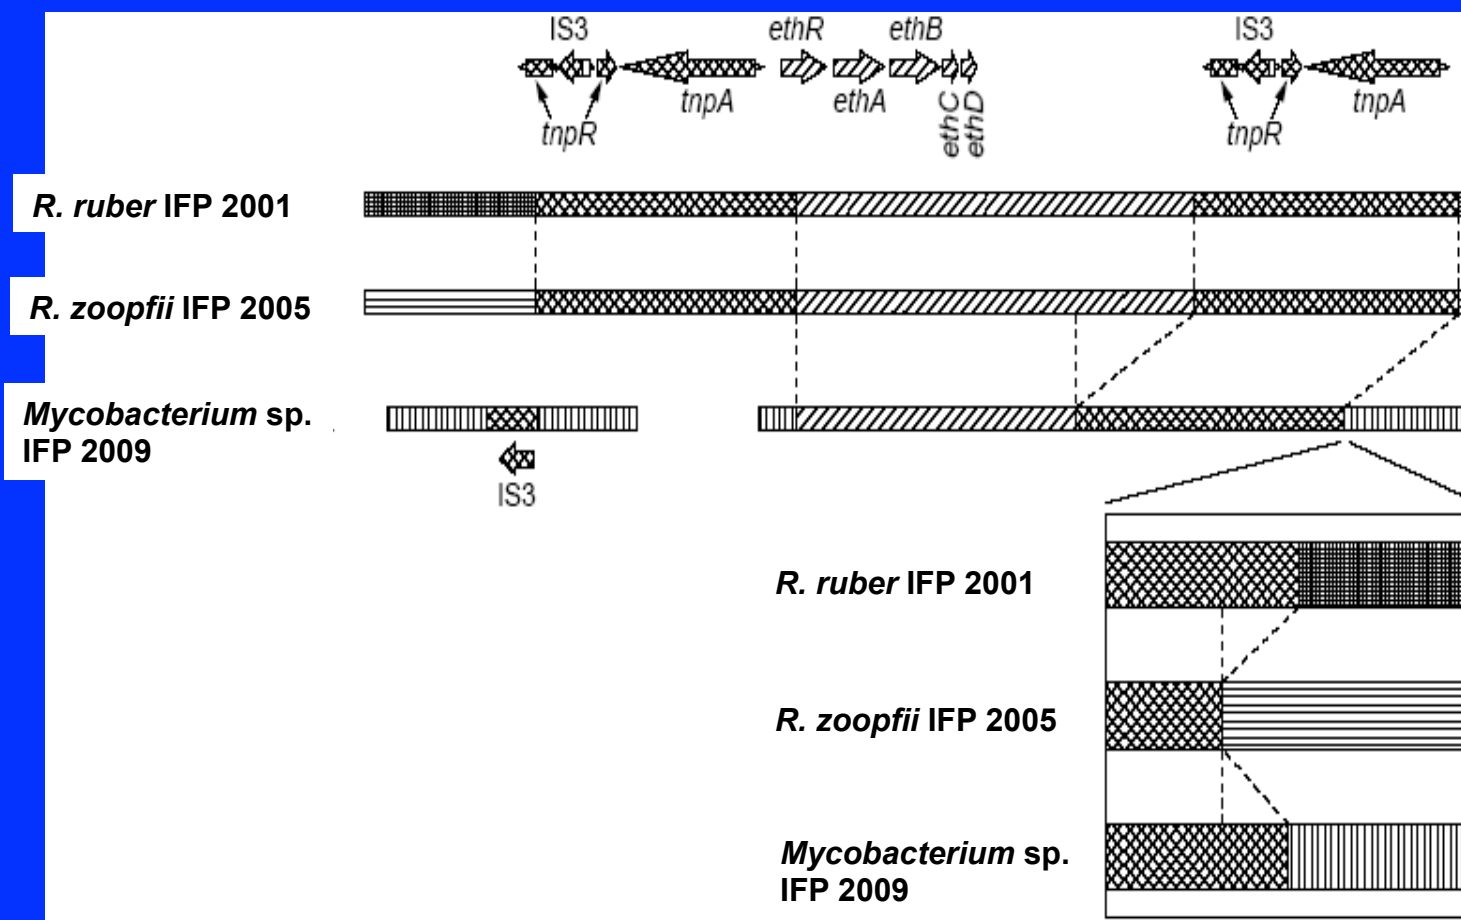 IS3 ethR ethB IS3
tnpA ethA tnpA
tnpR ethC ethD tnpR
R. ruber IFP 2001
R. zoopfii IFP 2005
Mycobacterium sp.
IFP 2009
IS3
R. ruber IFP 2001
R. zoopfii IFP 2005
Mycobacterium sp.
IFP 2009